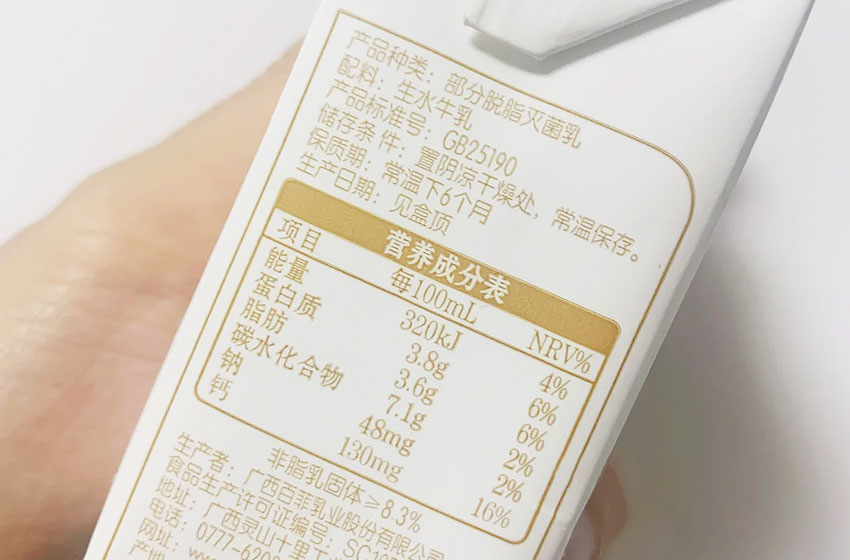 产品种类：部分脱脂灭菌乳
配料：生水牛乳
产品标准号：GB25190
储存条件：置阴凉干燥处，常温保存。
保质期：常温下6个月
生产日期：见盒顶
营养成分表
项目 每100mL NRV%
能量 320kJ 4%
蛋白质 3.8g 6%
脂肪 3.6g 6%
碳水化合物 7.1g 2%
钠 48mg 2%
钙 130mg 16%
非脂乳固体≥8.3%
生产者：广西百菲乳业股份有限公司
食品生产许可证编号：SC10
地址：广西灵山十里工
电话：0777-620
网址：www
产地